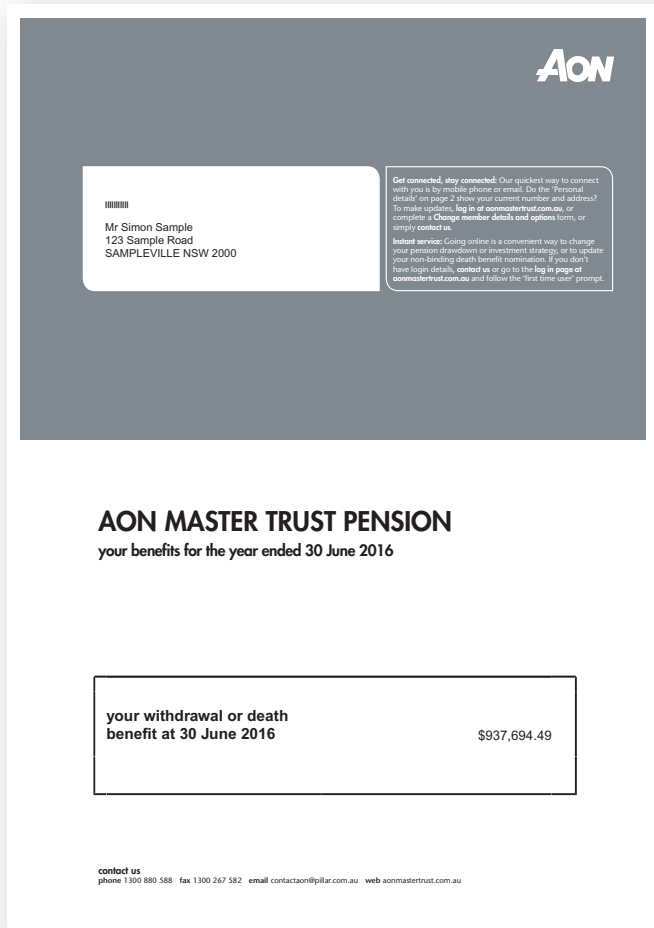 AON
Get connected, stay connected: Our quickest way to connect
with you is by mobile phone or email. Do the 'Personal
details' on page 2 show your current number and address?
To make updates, log in at aonmastertrust.com.au, or
complete a Change member details and options form, or
simply contact us.
Instant service: Going online is a convenient way to change
your pension drawdown or investment strategy, or to update
your non-binding death benefit nomination. If you don't
have login details, contact us or go to the log in page at
aonmastertrust.com.au and follow the 'first time user' prompt.
Mr Simon Sample
123 Sample Road
SAMPLEVILLE NSW 2000
AON MASTER TRUST PENSION
your benefits for the year ended 30 June 2016
your withdrawal or death
benefit at 30 June 2016 $937,694.49
contact us
phone 1300 880 588 fax 1300 267 582 email contactaon@pillar.com.au web aonmastertrust.com.au